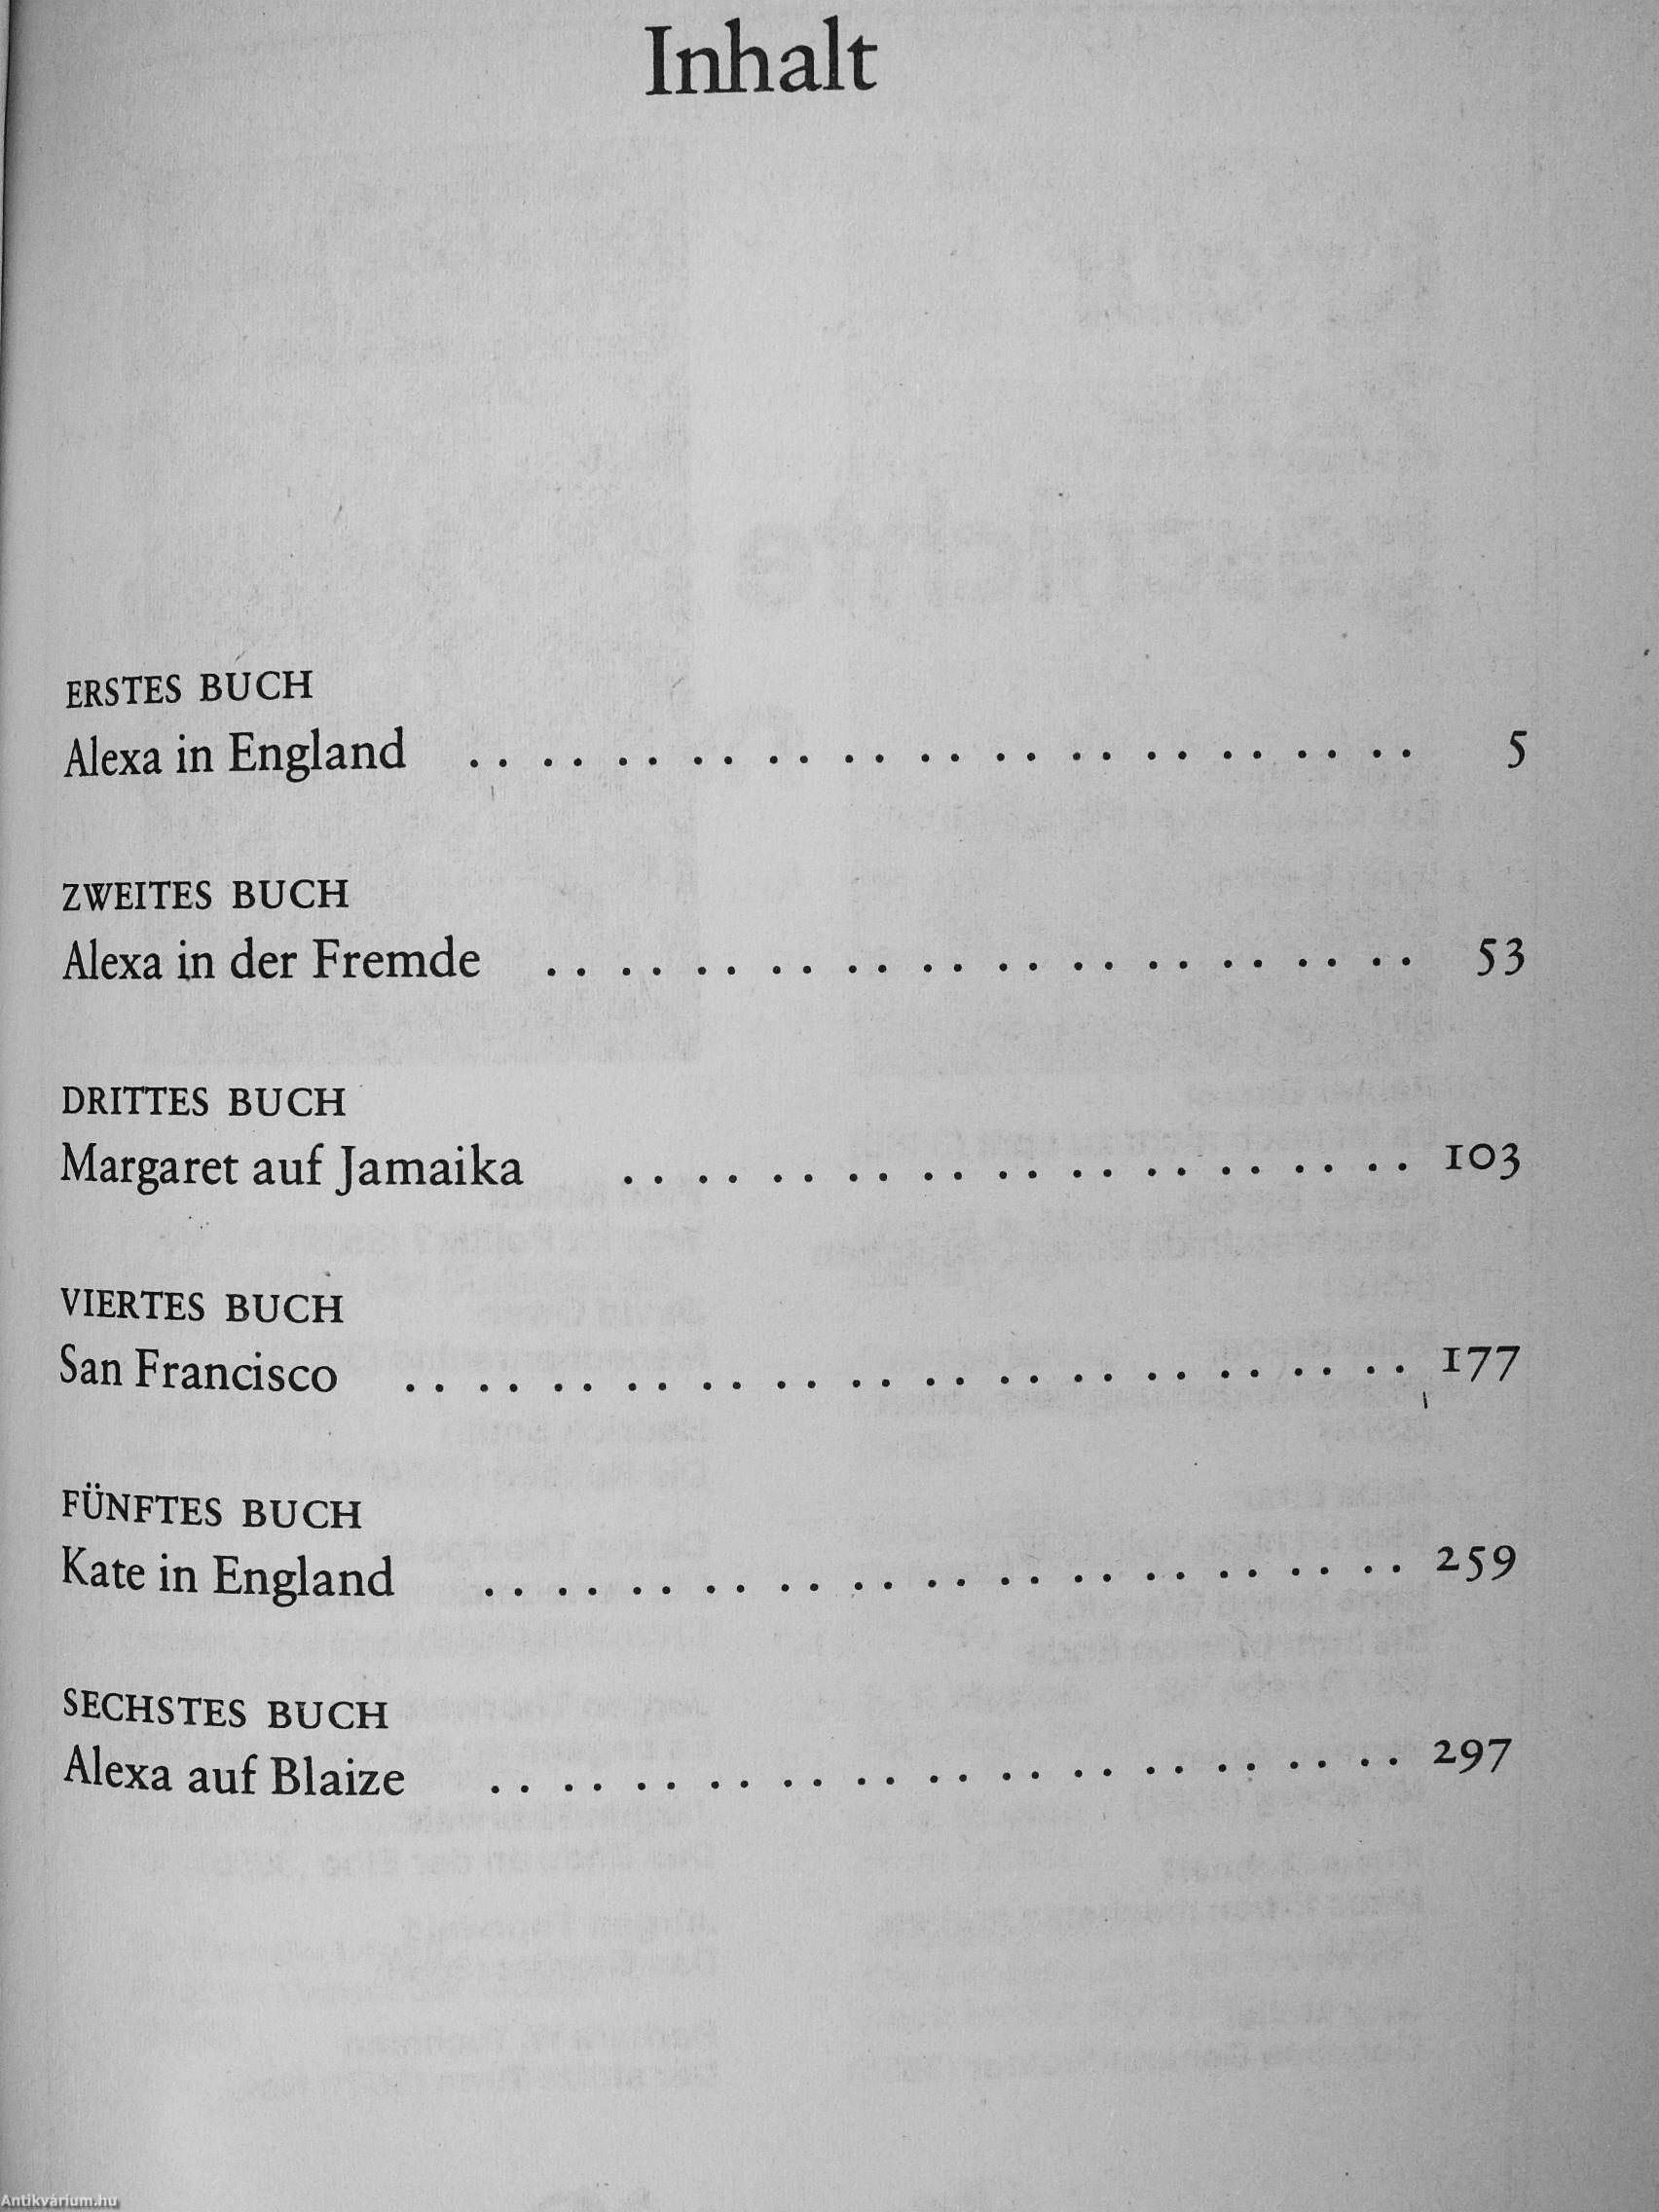 Inhalt
ERSTES BUCH
Alexa in England . . . . . . . . . . . . . . . . . . . . . . . . . . 5
ZWEITES BUCH
Alexa in der Fremde . . . . . . . . . . . . . . . . . . . . . . . . 53
DRITTES BUCH
Margaret auf Jamaika . . . . . . . . . . . . . . . . . . . . . . 103
VIERTES BUCH
San Francisco . . . . . . . . . . . . . . . . . . . . . . . . . . . . 177
FÜNFTES BUCH
Kate in England . . . . . . . . . . . . . . . . . . . . . . . . . . 259
SECHSTES BUCH
Alexa auf Blaize . . . . . . . . . . . . . . . . . . . . . . . . . . 297
Antikvárium.hu